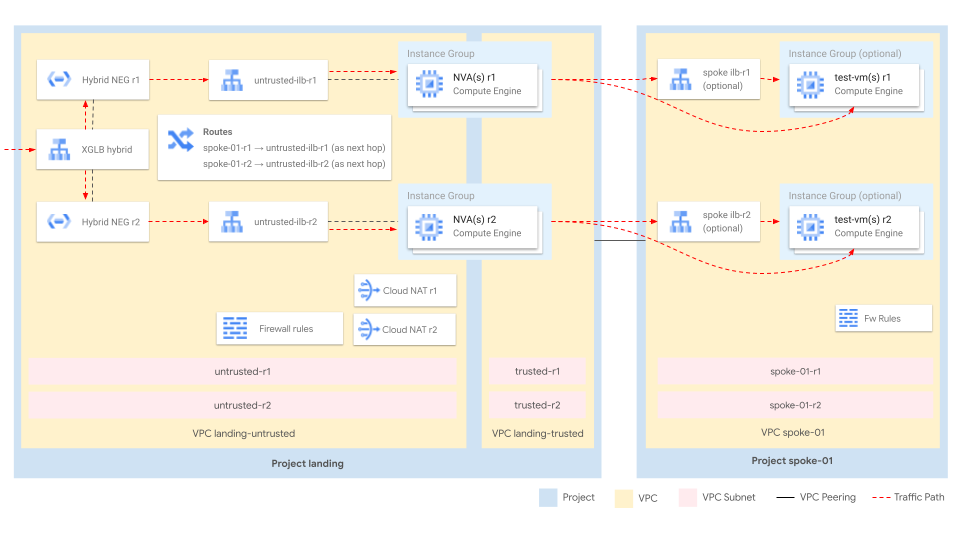 Instance Group
Instance Group (optional)
Hybrid NEG r1
untrusted-ilb-r1
NVA(s) r1
Compute Engine
spoke ilb-r1
(optional)
test-vm(s) r1
Compute Engine
XGLB hybrid
Routes
spoke-01-r1 → untrusted-ilb-r1 (as next hop)
spoke-01-r2 → untrusted-ilb-r2 (as next hop)
Instance Group
Instance Group (optional)
Hybrid NEG r2
untrusted-ilb-r2
NVA(s) r2
Compute Engine
spoke ilb-r2
(optional)
test-vm(s) r2
Compute Engine
Cloud NAT r1
Firewall rules
Cloud NAT r2
Fw Rules
untrusted-r1
trusted-r1
spoke-01-r1
untrusted-r2
trusted-r2
spoke-01-r2
VPC landing-untrusted
VPC landing-trusted
VPC spoke-01
Project landing
Project spoke-01
Project
VPC
VPC Subnet
VPC Peering
Traffic Path